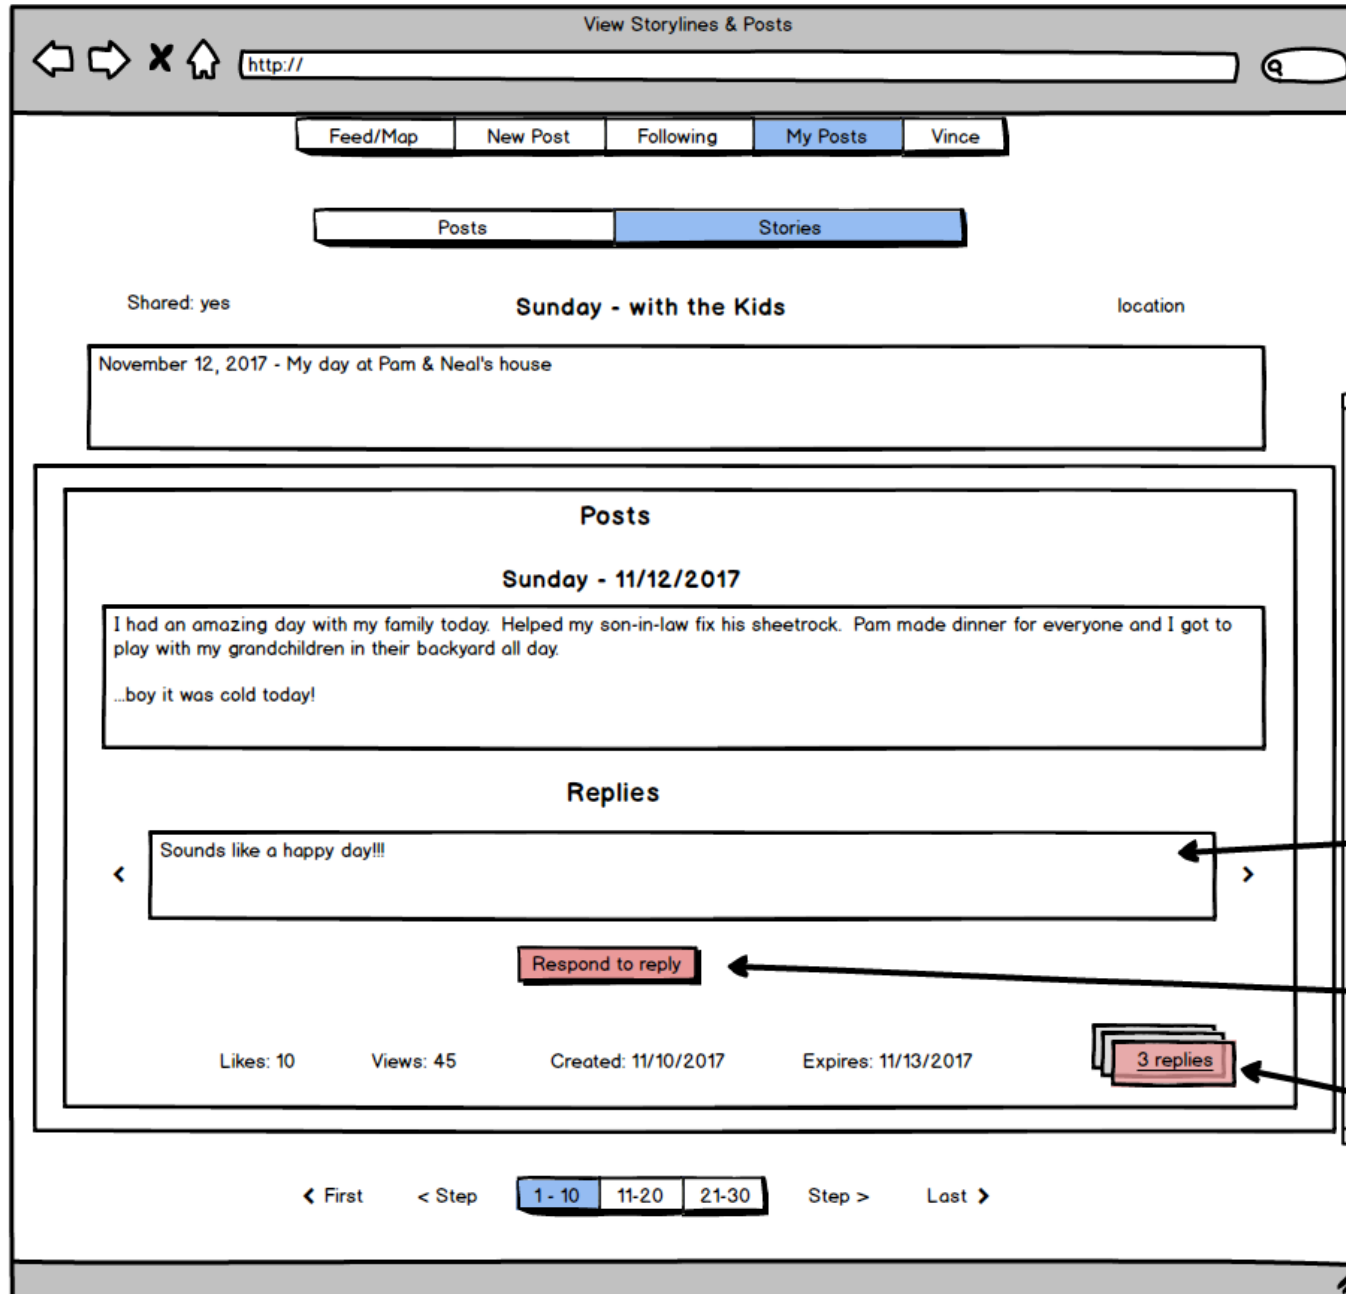 View Storylines & Posts
http://
Feed/Map New Post Following My Posts Vince
Posts Stories
Shared: yes Sunday - with the Kids location
November 12, 2017 - My day at Pam & Neal's house
Posts
Sunday - 11/12/2017
I had an amazing day with my family today. Helped my son-in-law fix his sheetrock. Pam made dinner for everyone and I got to
play with my grandchildren in their backyard all day.
...boy it was cold today!
Replies
Sounds like a happy day!!!
Respond to reply
Likes: 10 Views: 45 Created: 11/10/2017 Expires: 11/13/2017 3 replies
First < Step 1 - 10 11-20 21-30 Step > Last